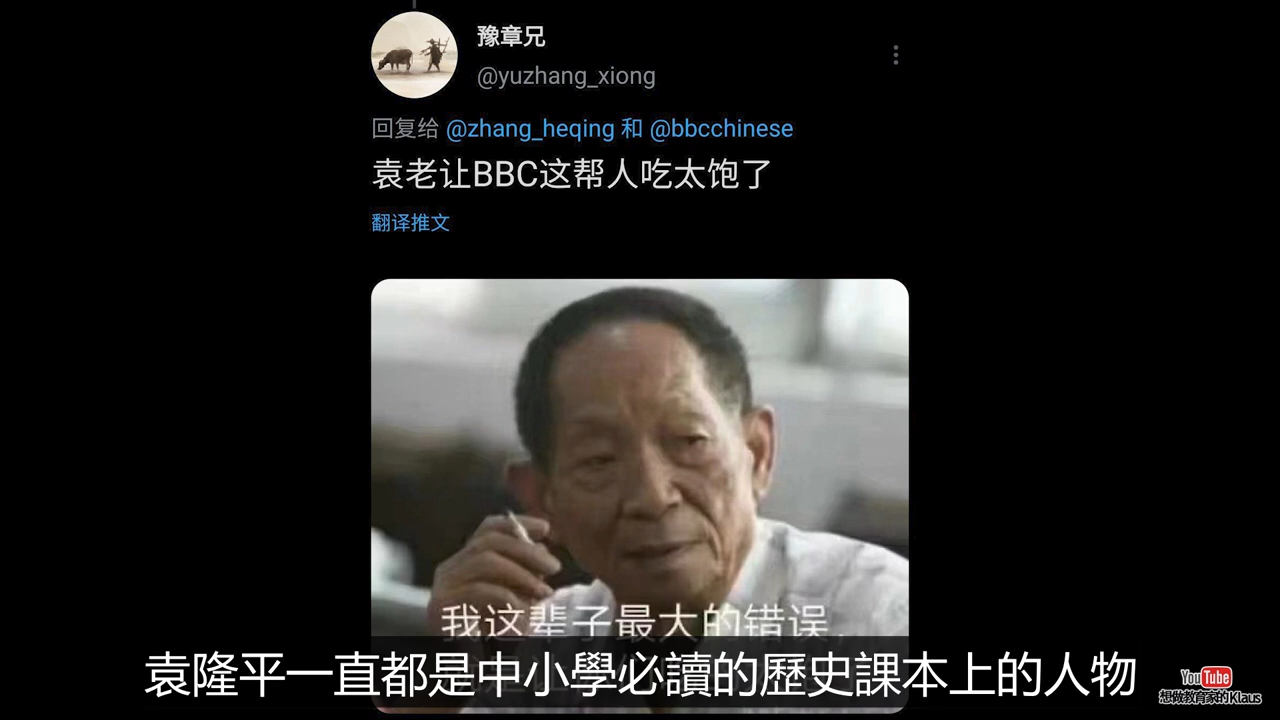 豫章兄
@yuzhang_xiong
回复给 @zhang_heqing 和 @bbcchinese
袁老让BBC这帮人吃太饱了
翻译推文
我这辈子最大的错误，
袁隆平一直都是中小學必讀的歷史課本上的人物
YouTube
想做教育家的Klaus